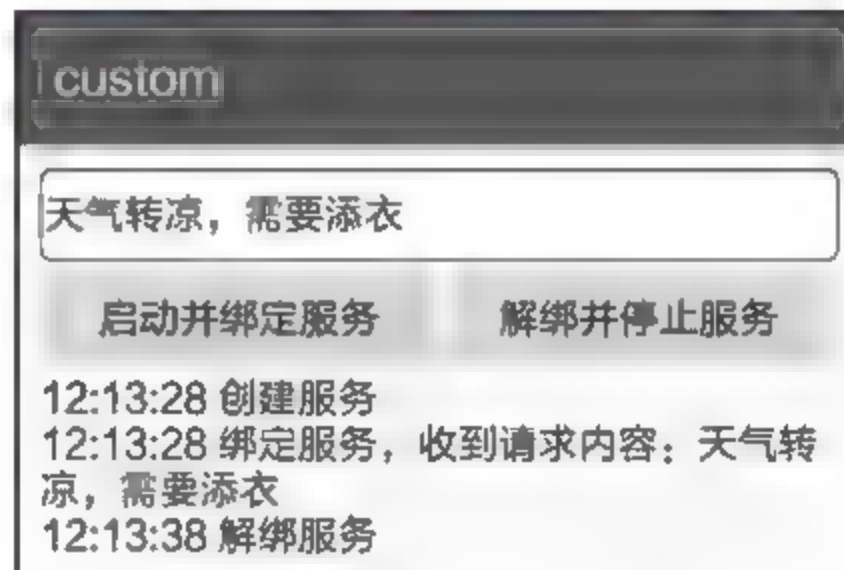 custom
天气转凉，需要添衣
启动并绑定服务 解绑并停止服务
12:13:28 创建服务
12:13:28 绑定服务，收到请求内容：天气转
凉，需要添衣
12:13:38 解绑服务